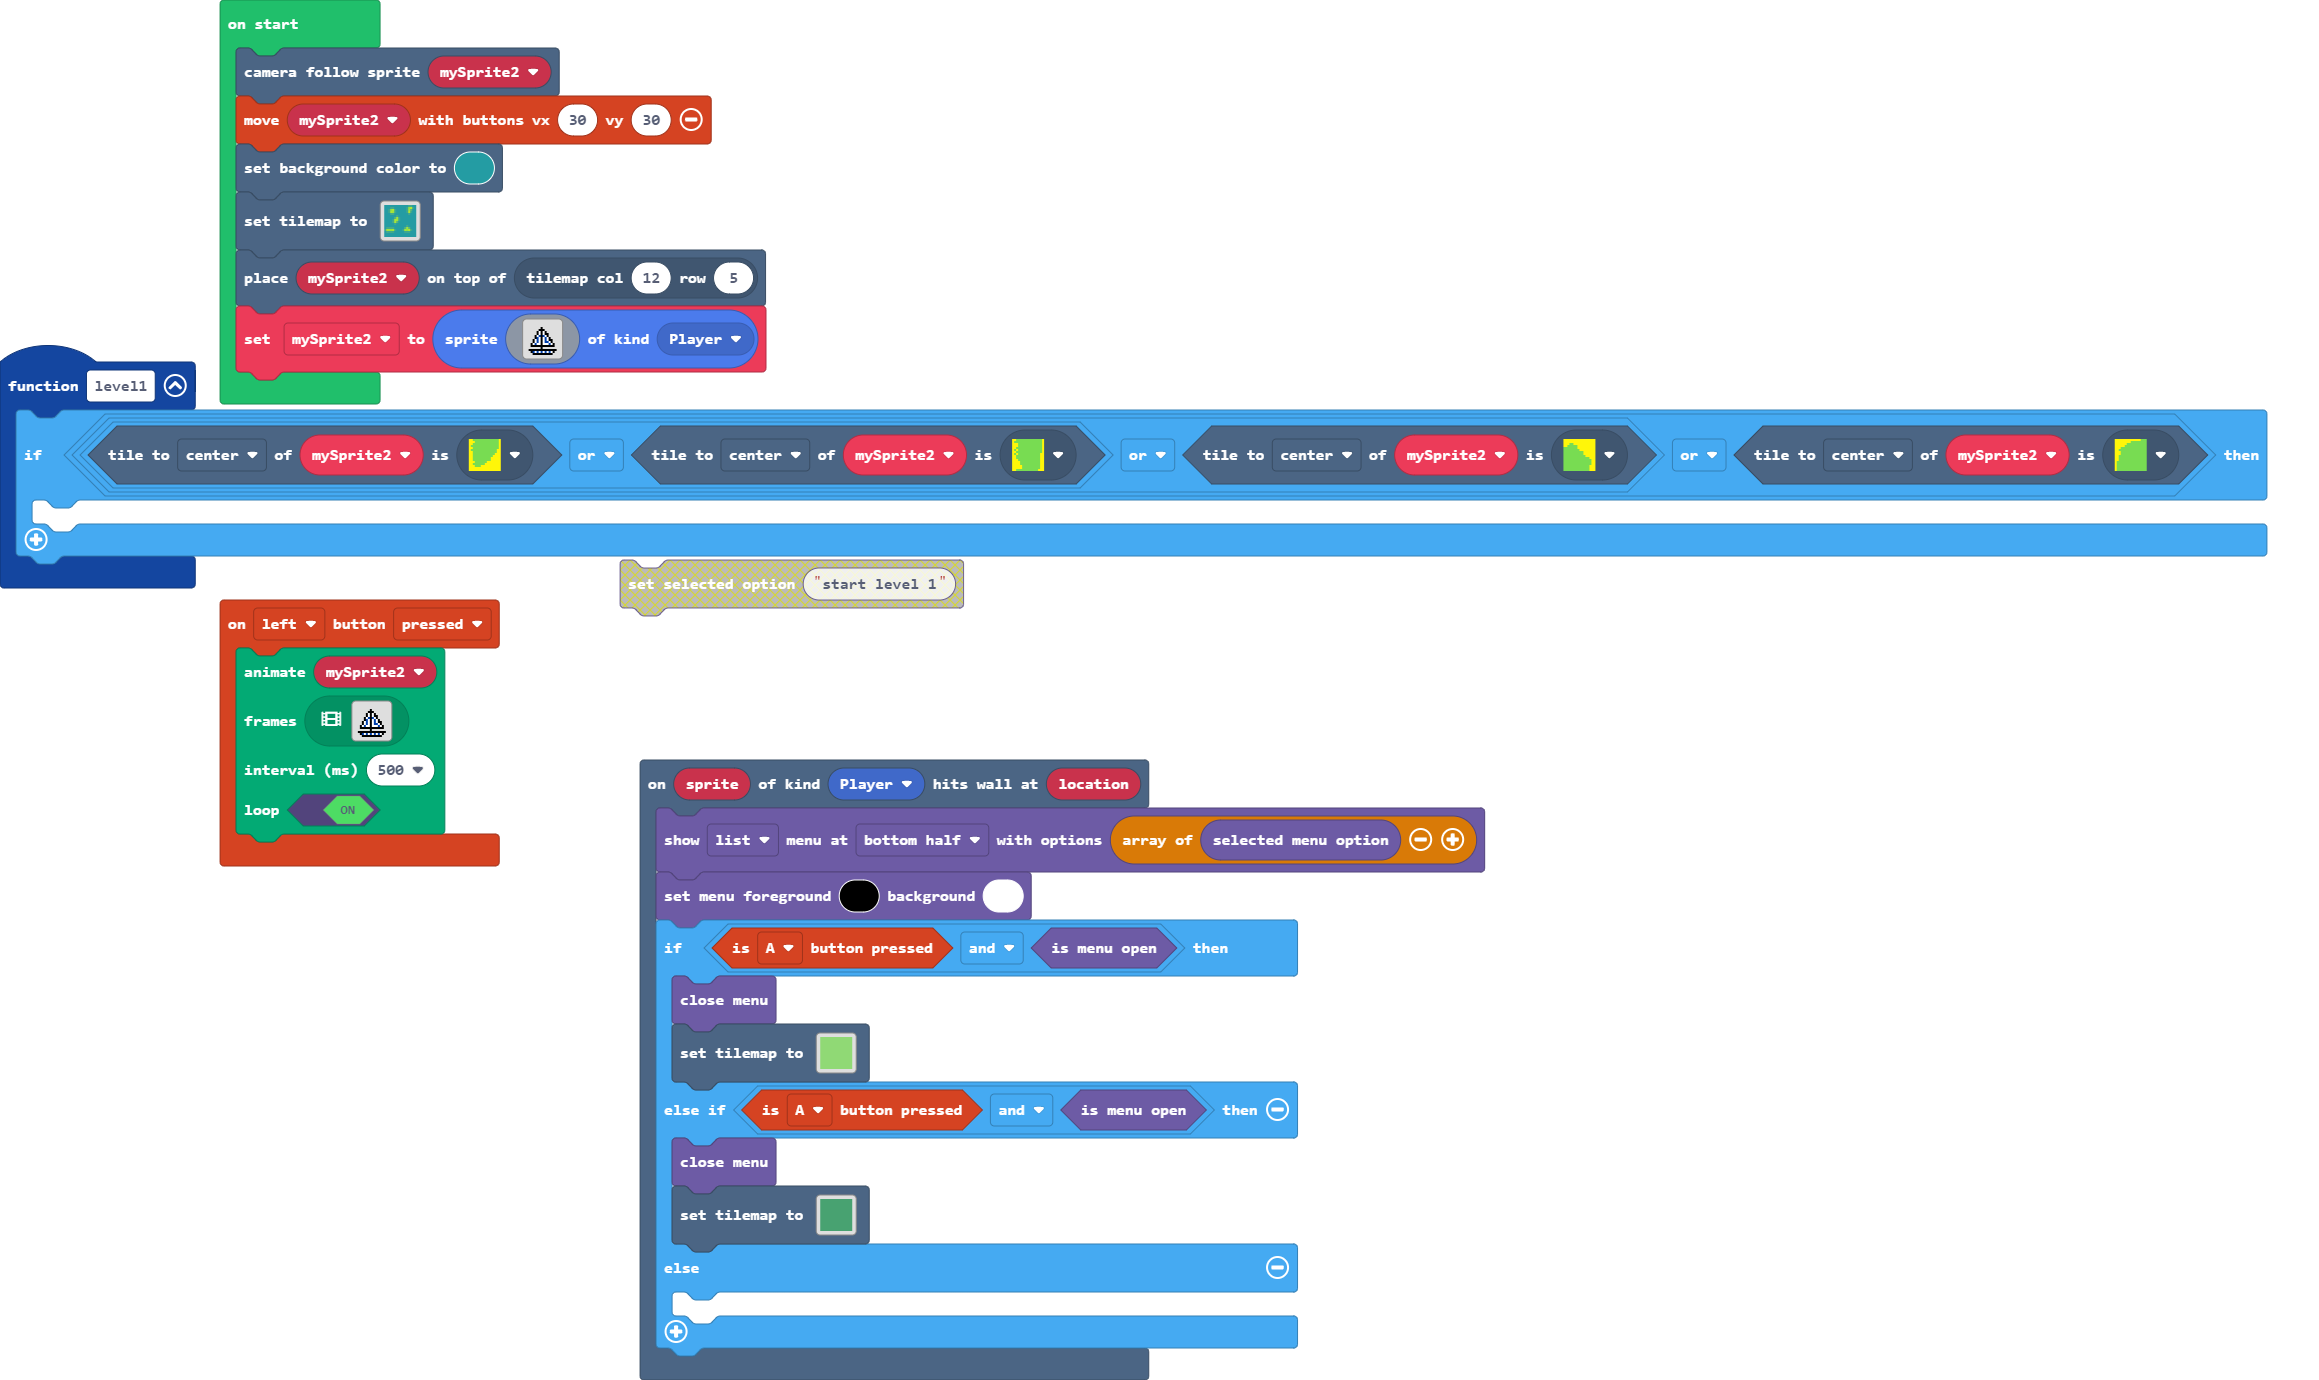 on start
camera follow sprite mySprite2
move mySprite2 with buttons vx 30 vy 30
set background color to
set tilemap to
place mySprite2 on top of tilemap col 12 row 5
set mySprite2 to sprite of kind Player
function level1
if tile to center of mySprite2 is or tile to center of mySprite2 is or tile to center of mySprite2 is or tile to center of mySprite2 is then
set selected option "start level 1"
on left button pressed
animate mySprite2
frames
interval (ms) 500
loop ON
on sprite of kind Player hits wall at location
show list menu at bottom half with options array of selected menu option
set menu foreground background
if is A button pressed and is menu open then
close menu
set tilemap to
else if is A button pressed and is menu open then
close menu
set tilemap to
else